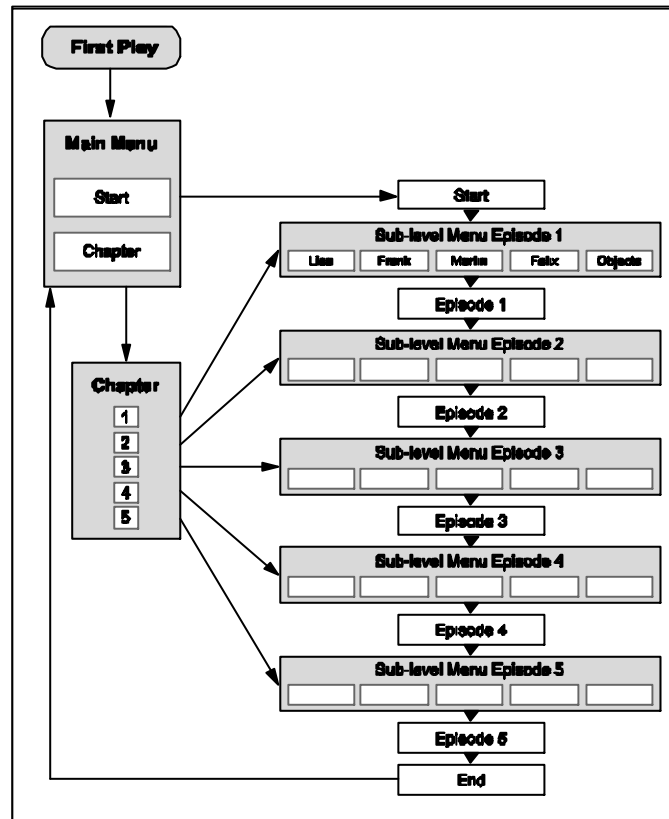 First Play
Main Menu
Start
Chapter
Chapter
1
2
3
4
5
Start
Sub-level Menu Episode 1
Lisa Frank Martin Felix Objects
Episode 1
Sub-level Menu Episode 2
Episode 2
Sub-level Menu Episode 3
Episode 3
Sub-level Menu Episode 4
Episode 4
Sub-level Menu Episode 5
Episode 5
End